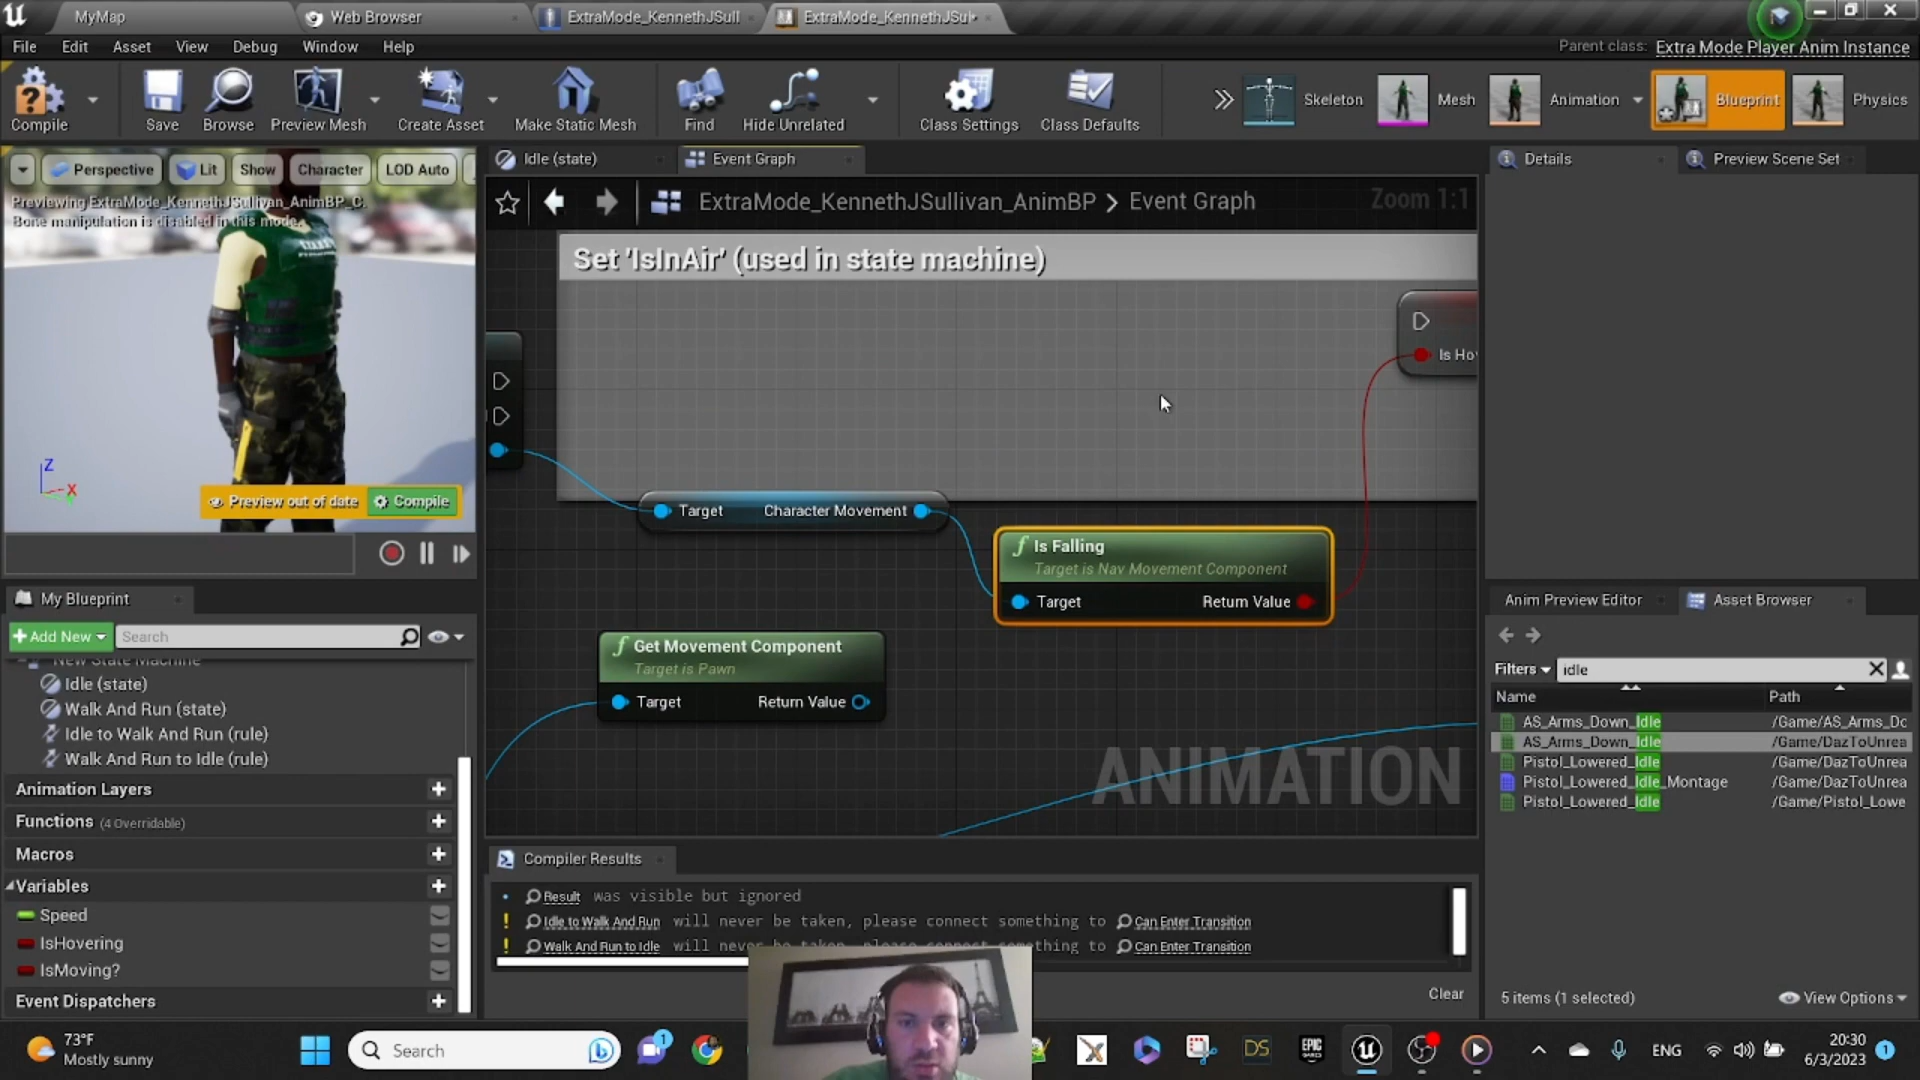 MyMap
Web Browser
ExtraMode_KennethJSull
ExtraMode_KennethJSul
File Edit Asset View Debug Window Help
Parent class: Extra Mode Player Anim Instance
Compile Save Browse Preview Mesh Create Asset Make Static Mesh Find Hide Unrelated Class Settings Class Defaults Skeleton Mesh Animation Blueprint Physics
Perspective Lit Show Character LOD Auto
Previewing ExtraMode_KennethJSullivan_AnimBP_C.
Bone manipulation is disabled in this mode.
Z
X
Preview out of date Compile
Idle (state) Event Graph
ExtraMode_KennethJSullivan_AnimBP > Event Graph
Zoom 1:1
Set 'IsInAir' (used in state machine)
Is Hov
Target Character Movement
f Is Falling
Target is Nav Movement Component
Target Return Value
f Get Movement Component
Target is Pawn
Target Return Value
ANIMATION
Details Preview Scene Set
My Blueprint
+Add New Search
New State Machine
Idle (state)
Walk And Run (state)
Idle to Walk And Run (rule)
Walk And Run to Idle (rule)
Animation Layers +
Functions (4 Overridable) +
Macros +
Variables +
Speed
IsHovering
IsMoving?
Event Dispatchers +
Compiler Results
Result was visible but ignored
! Idle to Walk And Run will never be taken, please connect something to Can Enter Transition
! Walk And Run to Idle will never be taken, please connect something to Can Enter Transition
Clear
Anim Preview Editor Asset Browser
Filters idle
Name Path
AS_Arms_Down_Idle /Game/AS_Arms_Dc
AS_Arms_Down_Idle /Game/DazToUnrea
Pistol_Lowered_Idle /Game/DazToUnrea
Pistol_Lowered_Idle_Montage /Game/DazToUnrea
Pistol_Lowered_Idle /Game/Pistol_Lowe
5 items (1 selected) View Options
73°F
Mostly sunny
Search
1
DS
EPIC GAMES
ENG
20:30
6/3/2023
1